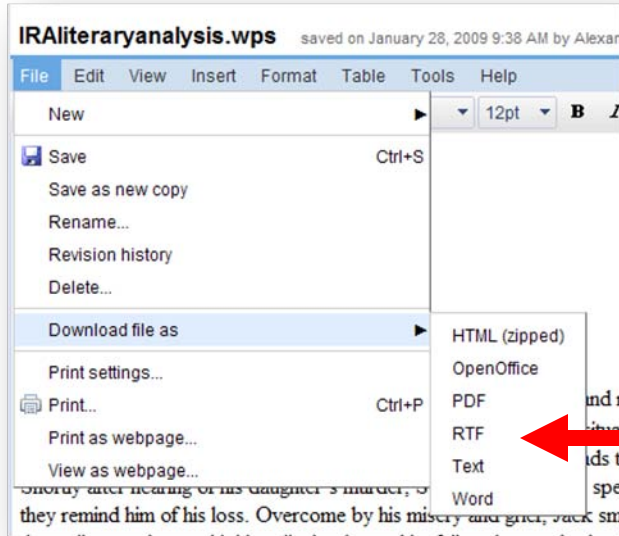 IRAliteraryanalysis.wps saved on January 28, 2009 9:38 AM by Alexan
File Edit View Insert Format Table Tools Help
New 12pt B I
Save Ctrl+S
Save as new copy
Rename...
Revision history
Delete...
Download file as
HTML (zipped)
OpenOffice
PDF
RTF
Text
Word
Print settings...
Print... Ctrl+P
Print as webpage...
View as webpage...
and
Shortly after hearing of his daughter's murder, S
they remind him of his loss. Overcome by his misery and grief, Jack sm